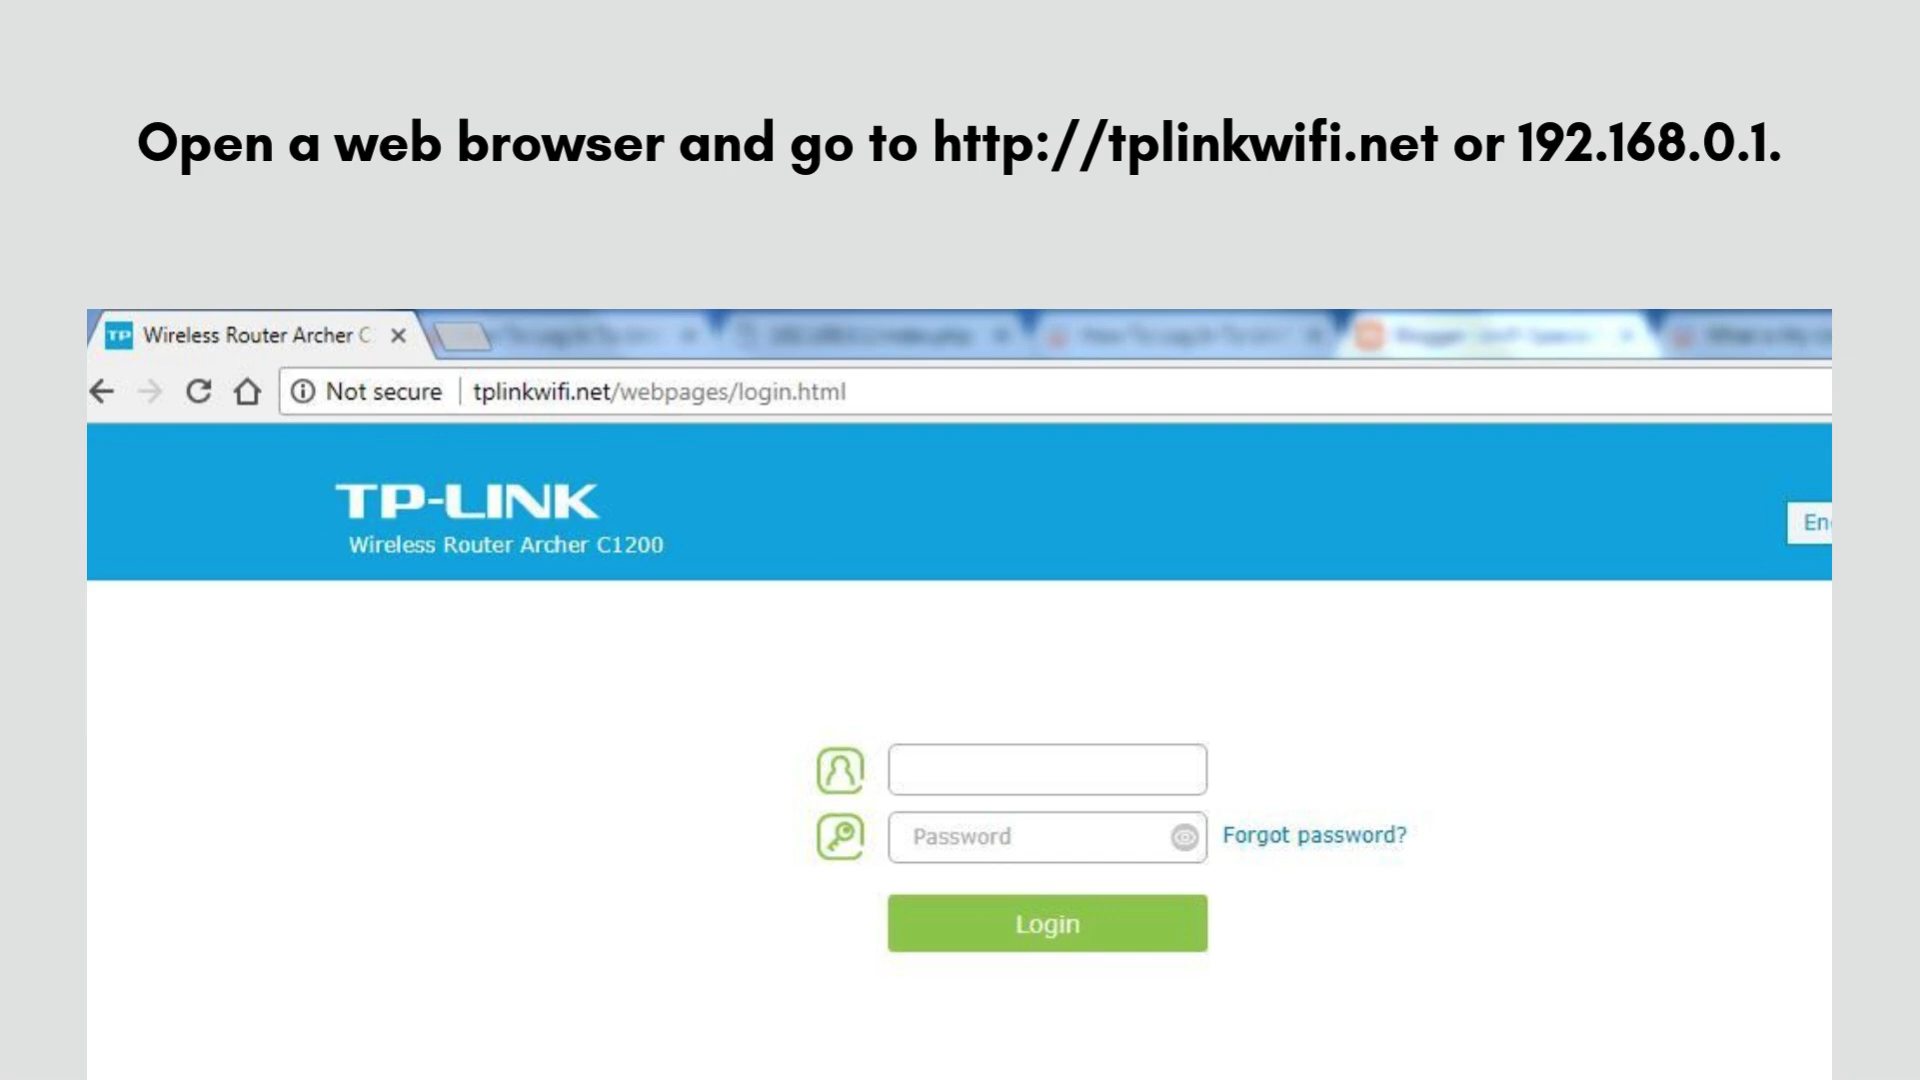 Open a web browser and go to http://tplinkwifi.net or 192.168.0.1.
TP Wireless Router Archer C
Not secure tplinkwifi.net/webpages/login.html
TP-LINK
Wireless Router Archer C1200
En
Password
Forgot password?
Login